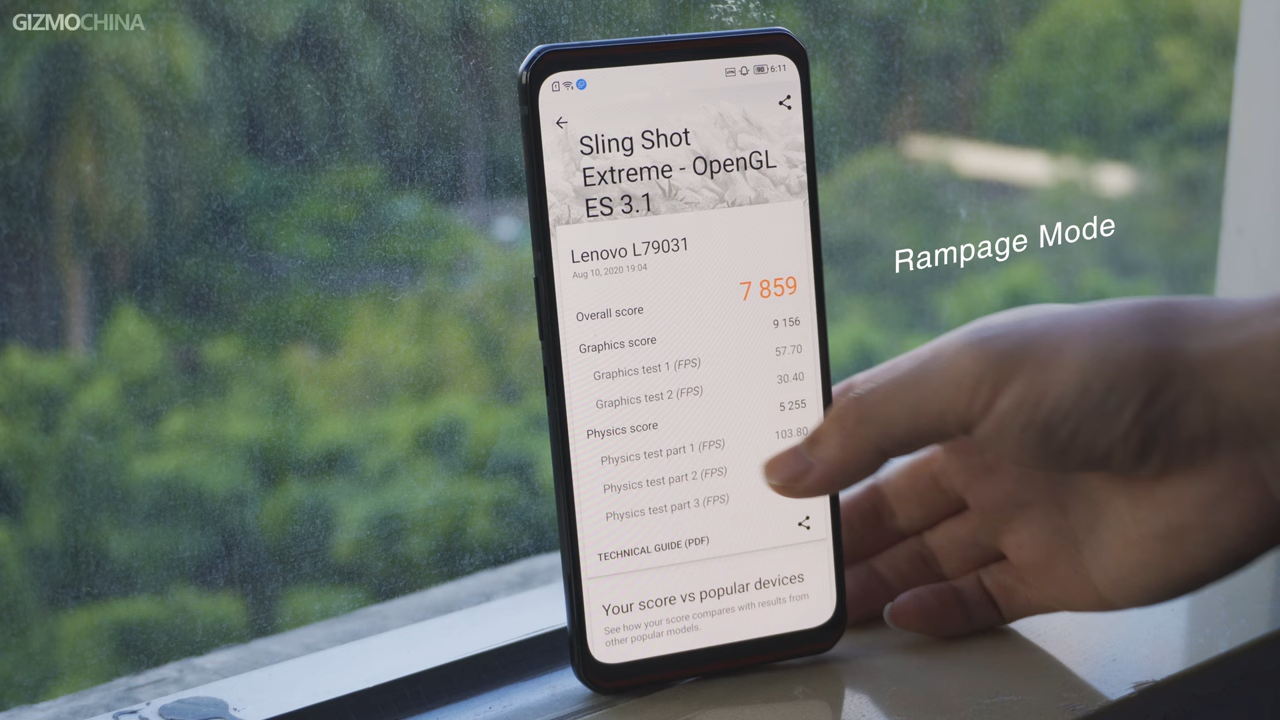 GIZMOCHINA
90 6:11
Sling Shot
Extreme - OpenGL
ES 3.1
Lenovo L79031
Aug 10, 2020 19:04
Overall score 7 859
Graphics score 9 156
Graphics test 1 (FPS) 57.70
Graphics test 2 (FPS) 30.40
Physics score 5 255
Physics test part 1 (FPS) 103.80
Physics test part 2 (FPS)
Physics test part 3 (FPS)
TECHNICAL GUIDE (PDF)
Your score vs popular devices
See how your score compares with results from
other popular models.
Rampage Mode